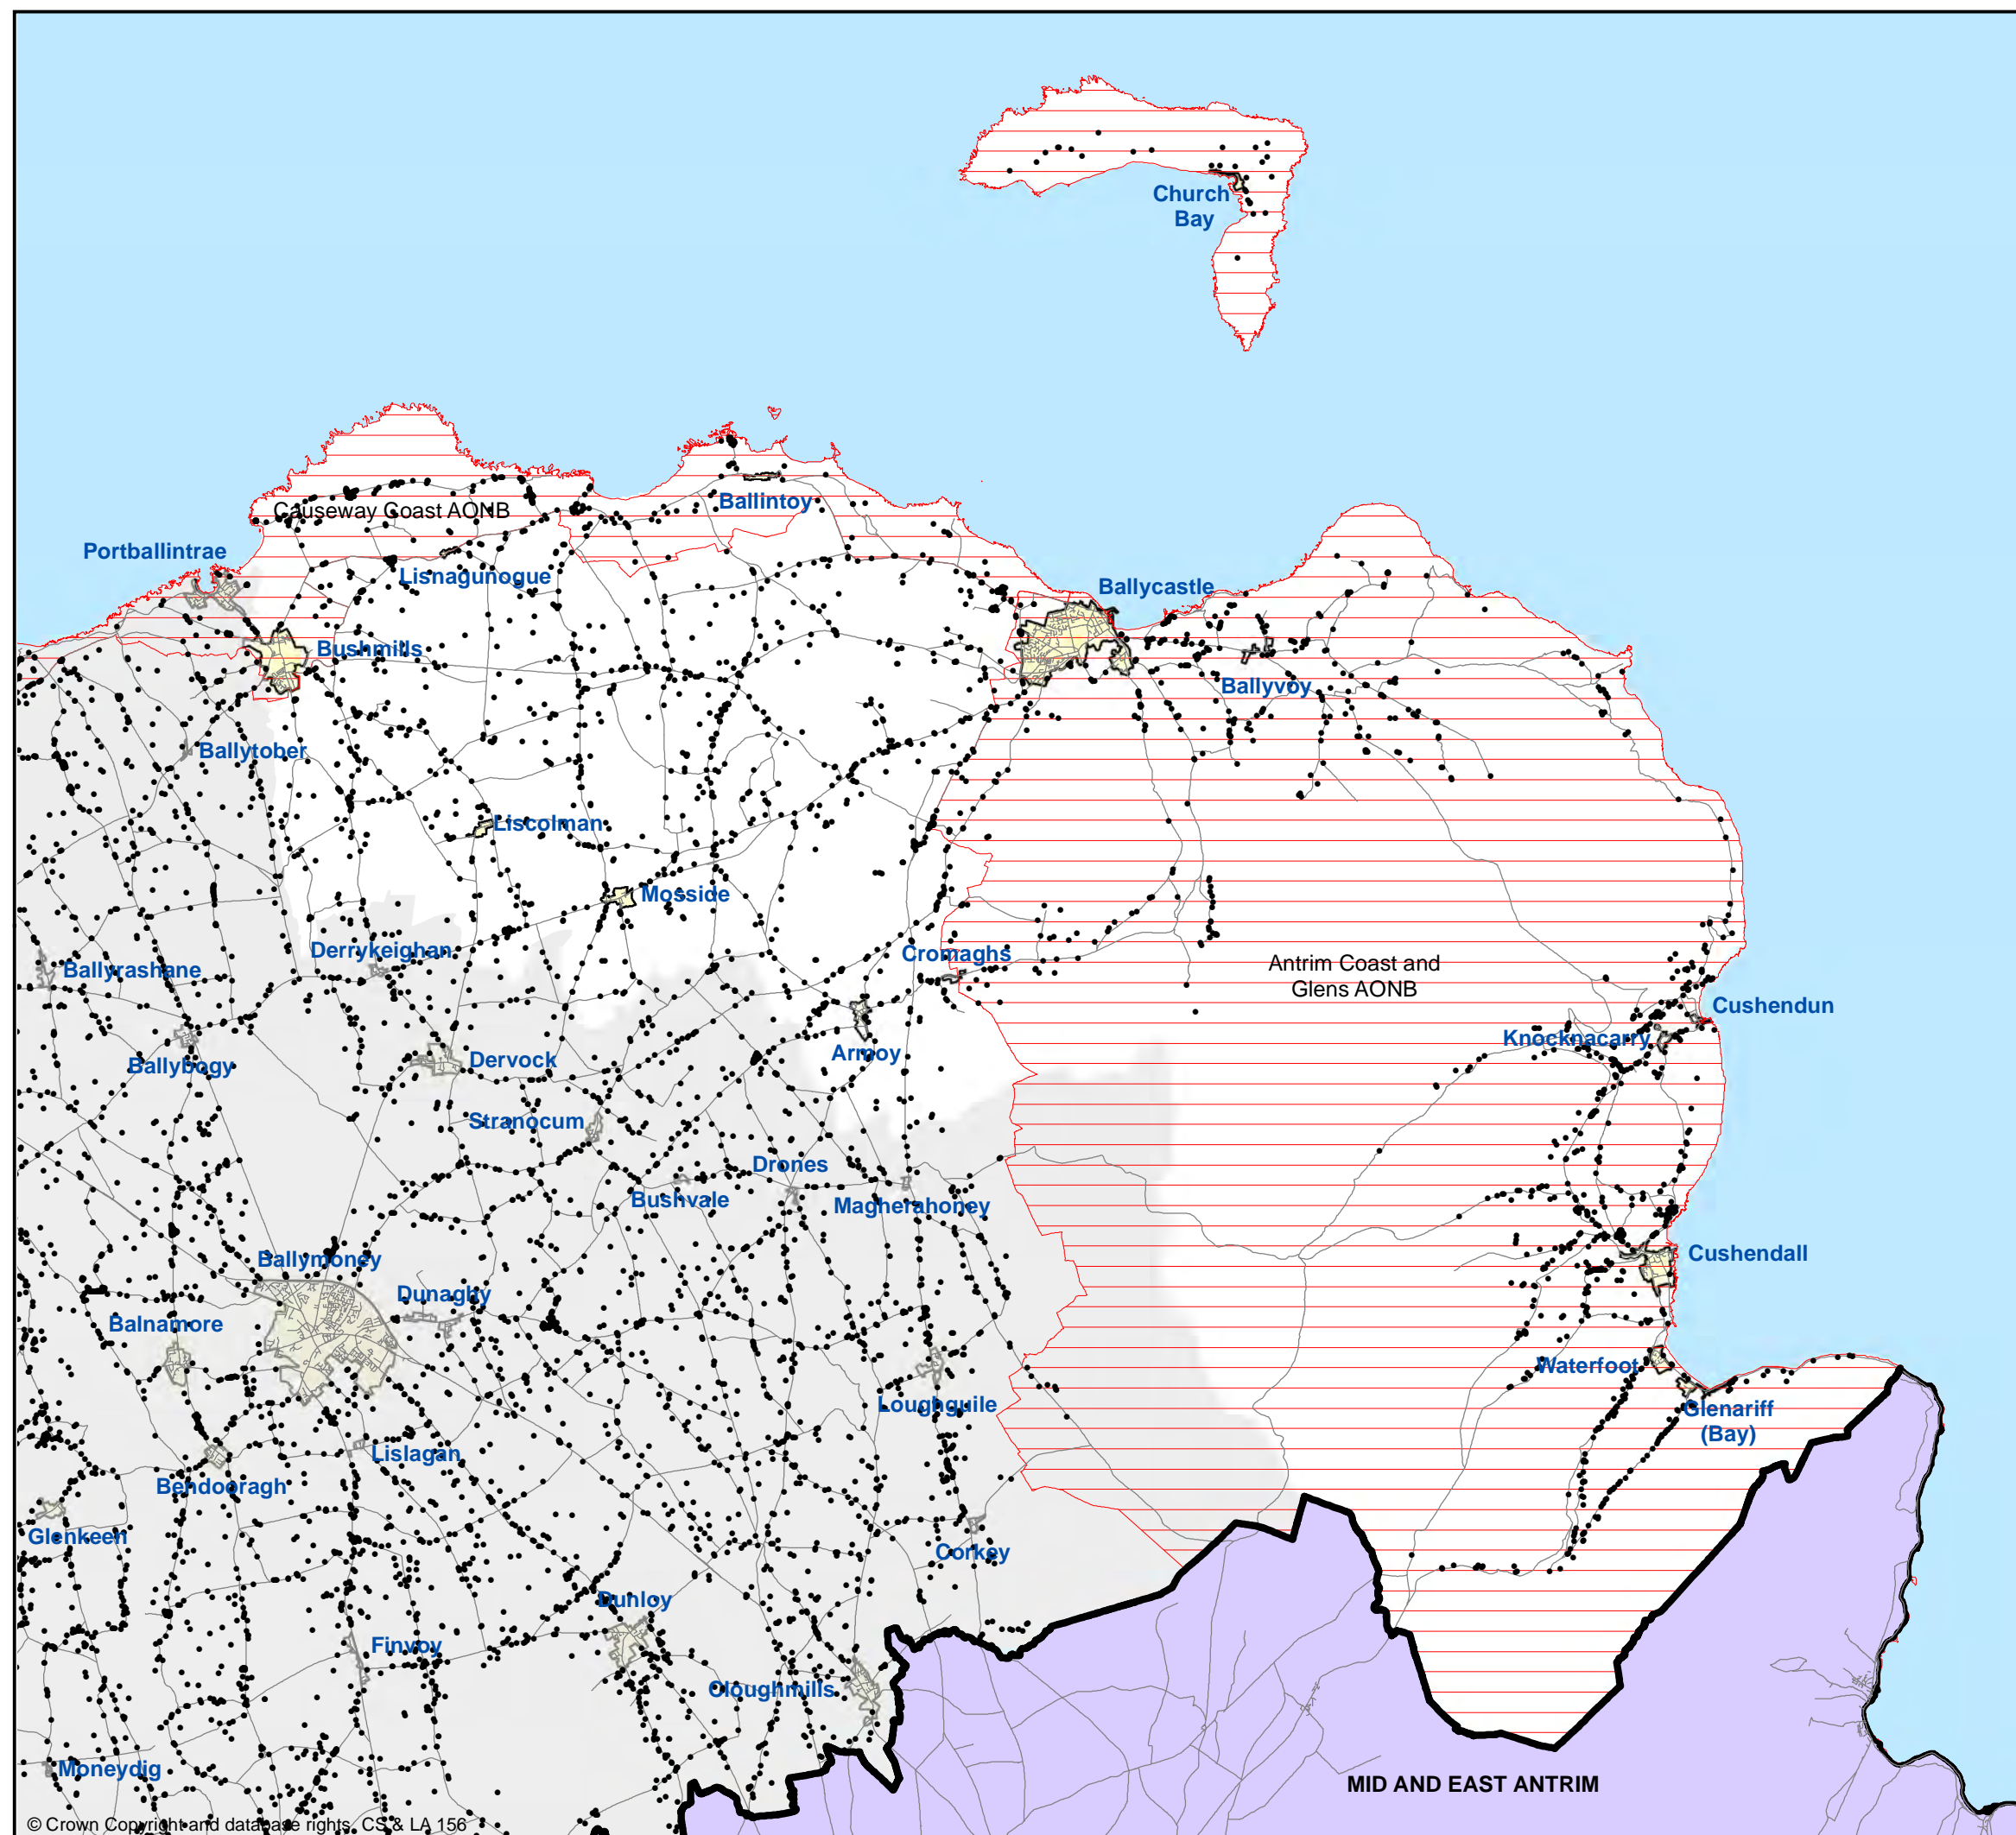 Church
Bay
Ballintoy
Causeway Coast AONB
Portballintrae
Lisnagunogue
Ballycastle
Bushmills
Ballyvoy
Ballytober
Liscolman
Mosside
Derrykeighan
Cromaghs
Ballyrashane
Antrim Coast and
Glens AONB
Cushendun
Knocknacarry
Armoy
Ballybogy
Dervock
Stranocum
Drones
Bushvale
Magherahoney
Ballymoney
Cushendall
Dunaghy
Balnamore
Waterfoot
Loughguile
Glenariff
(Bay)
Lislagan
Bendooragh
Glenkeen
Corkey
Dunloy
Finvoy
Cloughmills
Moneydig
MID AND EAST ANTRIM
© Crown Copyright and database rights. CS & LA 156